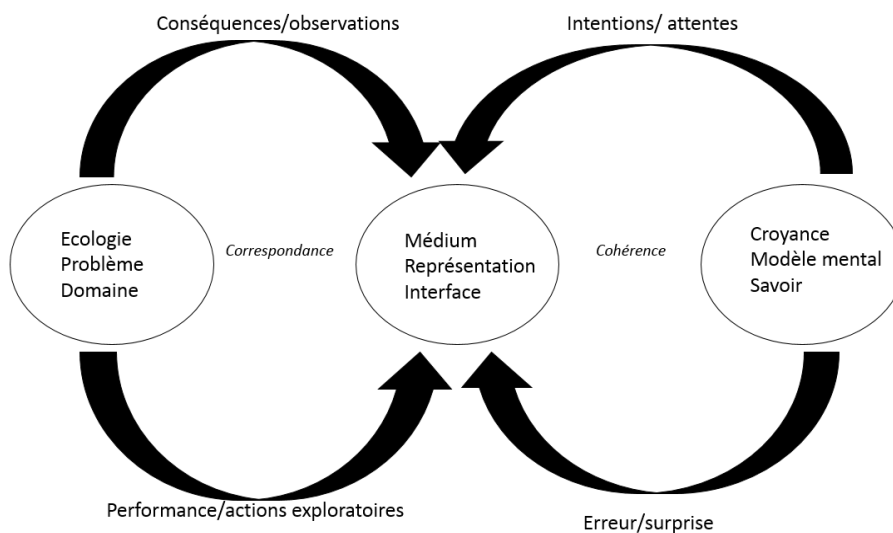 Conséquences/observations
Intentions/ attentes
Ecologie
Problème
Domaine
Correspondance
Médium
Représentation
Interface
Cohérence
Croyance
Modèle mental
Savoir
Performance/actions exploratoires
Erreur/surprise